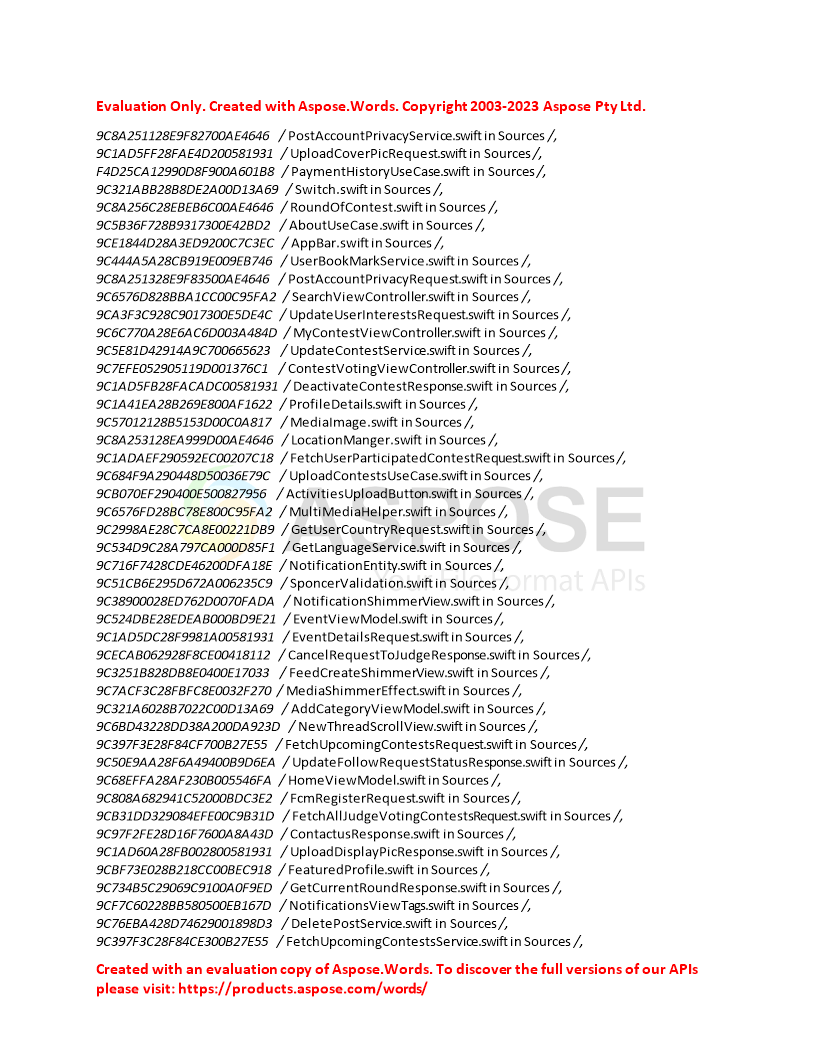 Evaluation Only. Created with Aspose.Words. Copyright 2003-2023 Aspose Pty Ltd.
9C8A251128E9F82700AE4646 / PostAccountPrivacyService.swift in Sources /,
9C1AD5FF28FAE4D200581931 / UploadCoverPicRequest.swift in Sources /,
F4D25CA12990D8F900A601B8 / PaymentHistoryUseCase.swift in Sources /,
9C321ABB28B8DE2A00D13A69 / Switch.swift in Sources /,
9C8A256C28EBEB6C00AE4646 / RoundOfContest.swift in Sources /,
9C5B36F728B9317300E42BD2 / AboutUseCase.swift in Sources /,
9CE1844D28A3ED9200C7C3EC / AppBar.swift in Sources /,
9C444A5A28CB919E009EB746 / UserBookMarkService.swift in Sources /,
9C8A251328E9F83500AE4646 / PostAccountPrivacyRequest.swift in Sources /,
9C6576D828BBA1CC00C95FA2 / SearchViewController.swift in Sources /,
9CA3F3C928C9017300E5DE4C / UpdateUserInterestsRequest.swift in Sources /,
9C6C770A28E6AC6D003A484D / MyContestViewController.swift in Sources /,
9C5E81D42914A9C700665623 / UpdateContestService.swift in Sources /,
9C7EFE052905119D001376C1 / ContestVotingViewController.swift in Sources /,
9C1AD5FB28FACADC00581931 / DeactivateContestResponse.swift in Sources /,
9C1A41EA28B269E800AF1622 / ProfileDetails.swift in Sources /,
9C57012128B5153D00C0A817 / MediaImage.swift in Sources /,
9C8A253128EA999D00AE4646 / LocationManger.swift in Sources /,
9C1ADAEF290592EC00207C18 / FetchUserParticipatedContestRequest.swift in Sources /,
9C684F9A290448D50036E79C / UploadContestsUseCase.swift in Sources /,
9CB070EF290400E500827956 / ActivitiesUploadButton.swift in Sources /,
9C6576FD28BC78E800C95FA2 / MultiMediaHelper.swift in Sources /,
9C2998AE28C7CA8E00221DB9 / GetUserCountryRequest.swift in Sources /,
9C534D9C28A797CA000D85F1 / GetLanguageService.swift in Sources /,
9C716F7428CDE46200DFA18E / NotificationEntity.swift in Sources /,
9C51CB6E295D672A006235C9 / SponcerValidation.swift in Sources /,
9C38900028ED762D0070FADA / NotificationShimmerView.swift in Sources /,
9C524DBE28EDEAB000BD9E21 / EventViewModel.swift in Sources /,
9C1AD5DC28F9981A00581931 / EventDetailsRequest.swift in Sources /,
9CECAB062928F8CE00418112 / CancelRequestToJudgeResponse.swift in Sources /,
9C3251B828DB8E0400E17033 / FeedCreateShimmerView.swift in Sources /,
9C7ACF3C28FBFC8E0032F270 / MediaShimmerEffect.swift in Sources /,
9C321A6028B7022C00D13A69 / AddCategoryViewModel.swift in Sources /,
9C6BD43228DD38A200DA923D / NewThreadScrollView.swift in Sources /,
9C397F3E28F84CF700B27E55 / FetchUpcomingContestsRequest.swift in Sources /,
9C50E9AA28F6A49400B9D6EA / UpdateFollowRequestStatusResponse.swift in Sources /,
9C68EFFA28AF230B005546FA / HomeViewModel.swift in Sources /,
9C808A682941C52000BDC3E2 / FcmRegisterRequest.swift in Sources /,
9CB31DD329084EFE00C9B31D / FetchAllJudgeVotingContestsRequest.swift in Sources /,
9C97F2FE28D16F7600A8A43D / ContactusResponse.swift in Sources /,
9C1AD60A28FB002800581931 / UploadDisplayPicResponse.swift in Sources /,
9CBF73E028B218CC00BEC918 / FeaturedProfile.swift in Sources /,
9C734B5C29069C9100A0F9ED / GetCurrentRoundResponse.swift in Sources /,
9CF7C60228BB580500EB167D / NotificationsViewTags.swift in Sources /,
9C76EBA428D74629001898D3 / DeletePostService.swift in Sources /,
9C397F3C28F84CE300B27E55 / FetchUpcomingContestsService.swift in Sources /,
ASPOSE
Your File Format APIs
Created with an evaluation copy of Aspose.Words. To discover the full versions of our APIs
please visit: https://products.aspose.com/words/